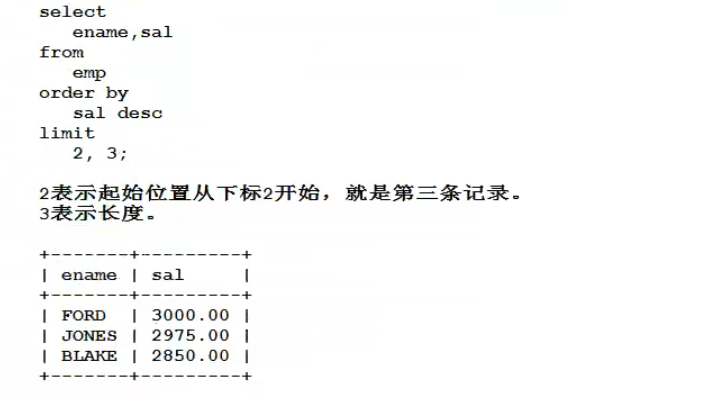 select
ename,sal
from
emp
order by
sal desc
limit
2, 3;
2表示起始位置从下标2开始，就是第三条记录。
3表示长度。
+-------+---------+
| ename | sal     |
+-------+---------+
| FORD  | 3000.00 |
| JONES | 2975.00 |
| BLAKE | 2850.00 |
+-------+---------+